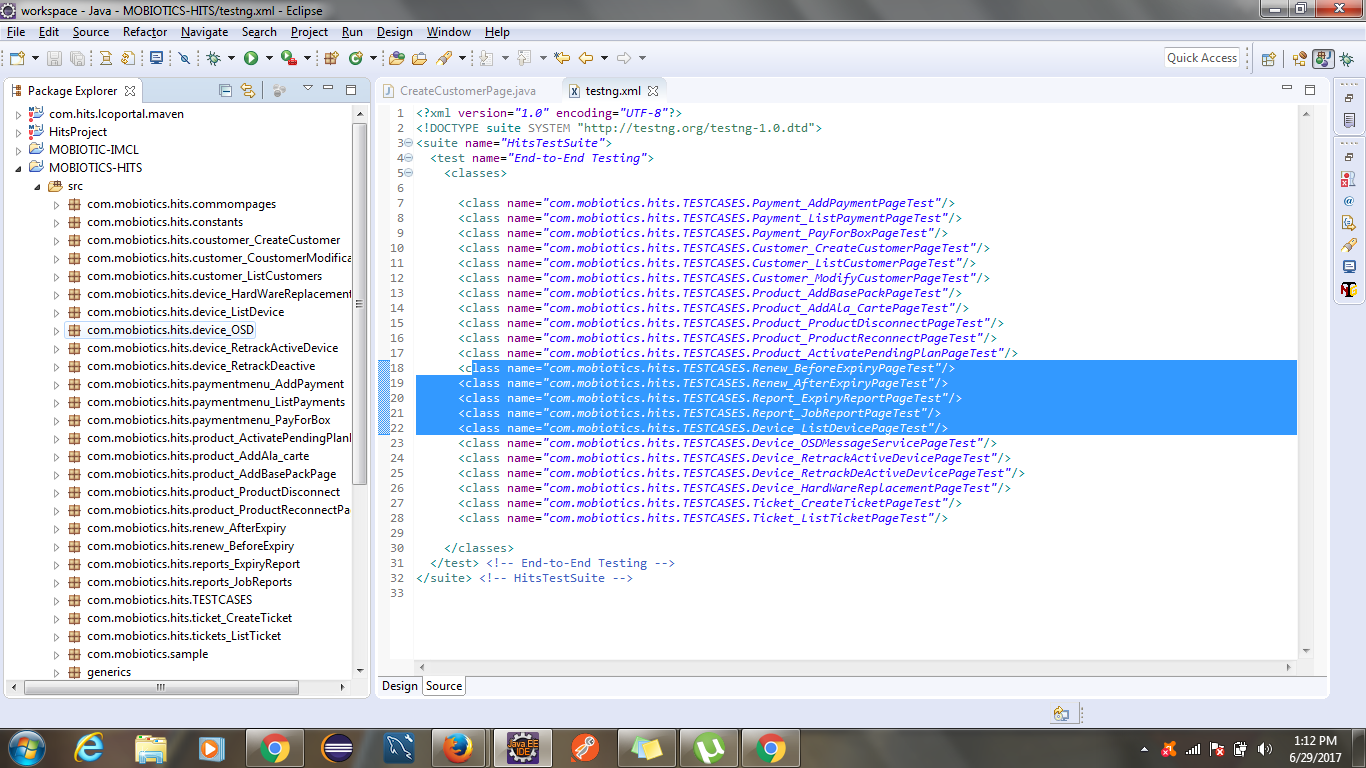 workspace - Java - MOBIOTICS-HITS/testng.xml - Eclipse
File Edit Source Refactor Navigate Search Project Run Design Window Help
Quick Access
Package Explorer
com.hits.lcoportal.maven
HitsProject
MOBIOTIC-IMCL
MOBIOTICS-HITS
src
com.mobiotics.hits.commompages
com.mobiotics.hits.constants
com.mobiotics.hits.coustomer_CreateCustomer
com.mobiotics.hits.customer_CoustomerModifica
com.mobiotics.hits.customer_ListCustomers
com.mobiotics.hits.device_HardWareReplacement
com.mobiotics.hits.device_ListDevice
com.mobiotics.hits.device_OSD
com.mobiotics.hits.device_RetrackActiveDevice
com.mobiotics.hits.device_RetrackDeactive
com.mobiotics.hits.paymentmenu_AddPayment
com.mobiotics.hits.paymentmenu_ListPayments
com.mobiotics.hits.paymentmenu_PayForBox
com.mobiotics.hits.product_ActivatePendingPlanI
com.mobiotics.hits.product_AddAla_carte
com.mobiotics.hits.product_AddBasePackPage
com.mobiotics.hits.product_ProductDisconnect
com.mobiotics.hits.product_ProductReconnectPa
com.mobiotics.hits.renew_AfterExpiry
com.mobiotics.hits.renew_BeforeExpiry
com.mobiotics.hits.reports_ExpiryReport
com.mobiotics.hits.reports_JobReports
com.mobiotics.hits.TESTCASES
com.mobiotics.hits.ticket_CreateTicket
com.mobiotics.hits.tickets_ListTicket
com.mobiotics.sample
generics
CreateCustomerPage.java testng.xml
1 <?xml version="1.0" encoding="UTF-8"?>
2 <!DOCTYPE suite SYSTEM "http://testng.org/testng-1.0.dtd">
3 <suite name="HitsTestSuite">
4 <test name="End-to-End Testing">
5 <classes>
6
7 <class name="com.mobiotics.hits.TESTCASES.Payment_AddPaymentPageTest"/>
8 <class name="com.mobiotics.hits.TESTCASES.Payment_ListPaymentPageTest"/>
9 <class name="com.mobiotics.hits.TESTCASES.Payment_PayForBoxPageTest"/>
10 <class name="com.mobiotics.hits.TESTCASES.Customer_CreateCustomerPageTest"/>
11 <class name="com.mobiotics.hits.TESTCASES.Customer_ListCustomerPageTest"/>
12 <class name="com.mobiotics.hits.TESTCASES.Customer_ModifyCustomerPageTest"/>
13 <class name="com.mobiotics.hits.TESTCASES.Product_AddBasePackPageTest"/>
14 <class name="com.mobiotics.hits.TESTCASES.Product_AddAla_CartePageTest"/>
15 <class name="com.mobiotics.hits.TESTCASES.Product_ProductDisconnectPageTest"/>
16 <class name="com.mobiotics.hits.TESTCASES.Product_ProductReconnectPageTest"/>
17 <class name="com.mobiotics.hits.TESTCASES.Product_ActivatePendingPlanPageTest"/>
18 <class name="com.mobiotics.hits.TESTCASES.Renew_BeforeExpiryPageTest"/>
19 <class name="com.mobiotics.hits.TESTCASES.Renew_AfterExpiryPageTest"/>
20 <class name="com.mobiotics.hits.TESTCASES.Report_ExpiryReportPageTest"/>
21 <class name="com.mobiotics.hits.TESTCASES.Report_JobReportPageTest"/>
22 <class name="com.mobiotics.hits.TESTCASES.Device_ListDevicePageTest"/>
23 <class name="com.mobiotics.hits.TESTCASES.Device_OSDMessageServicePageTest"/>
24 <class name="com.mobiotics.hits.TESTCASES.Device_RetrackActiveDevicePageTest"/>
25 <class name="com.mobiotics.hits.TESTCASES.Device_RetrackDeActiveDevicePageTest"/>
26 <class name="com.mobiotics.hits.TESTCASES.Device_HardWareReplacementPageTest"/>
27 <class name="com.mobiotics.hits.TESTCASES.Ticket_CreateTicketPageTest"/>
28 <class name="com.mobiotics.hits.TESTCASES.Ticket_ListTicketPageTest"/>
29
30 </classes>
31 </test> <!-- End-to-End Testing -->
32 </suite> <!-- HitsTestSuite -->
33
Design Source
Java EE
IDE
1:12 PM
6/29/2017